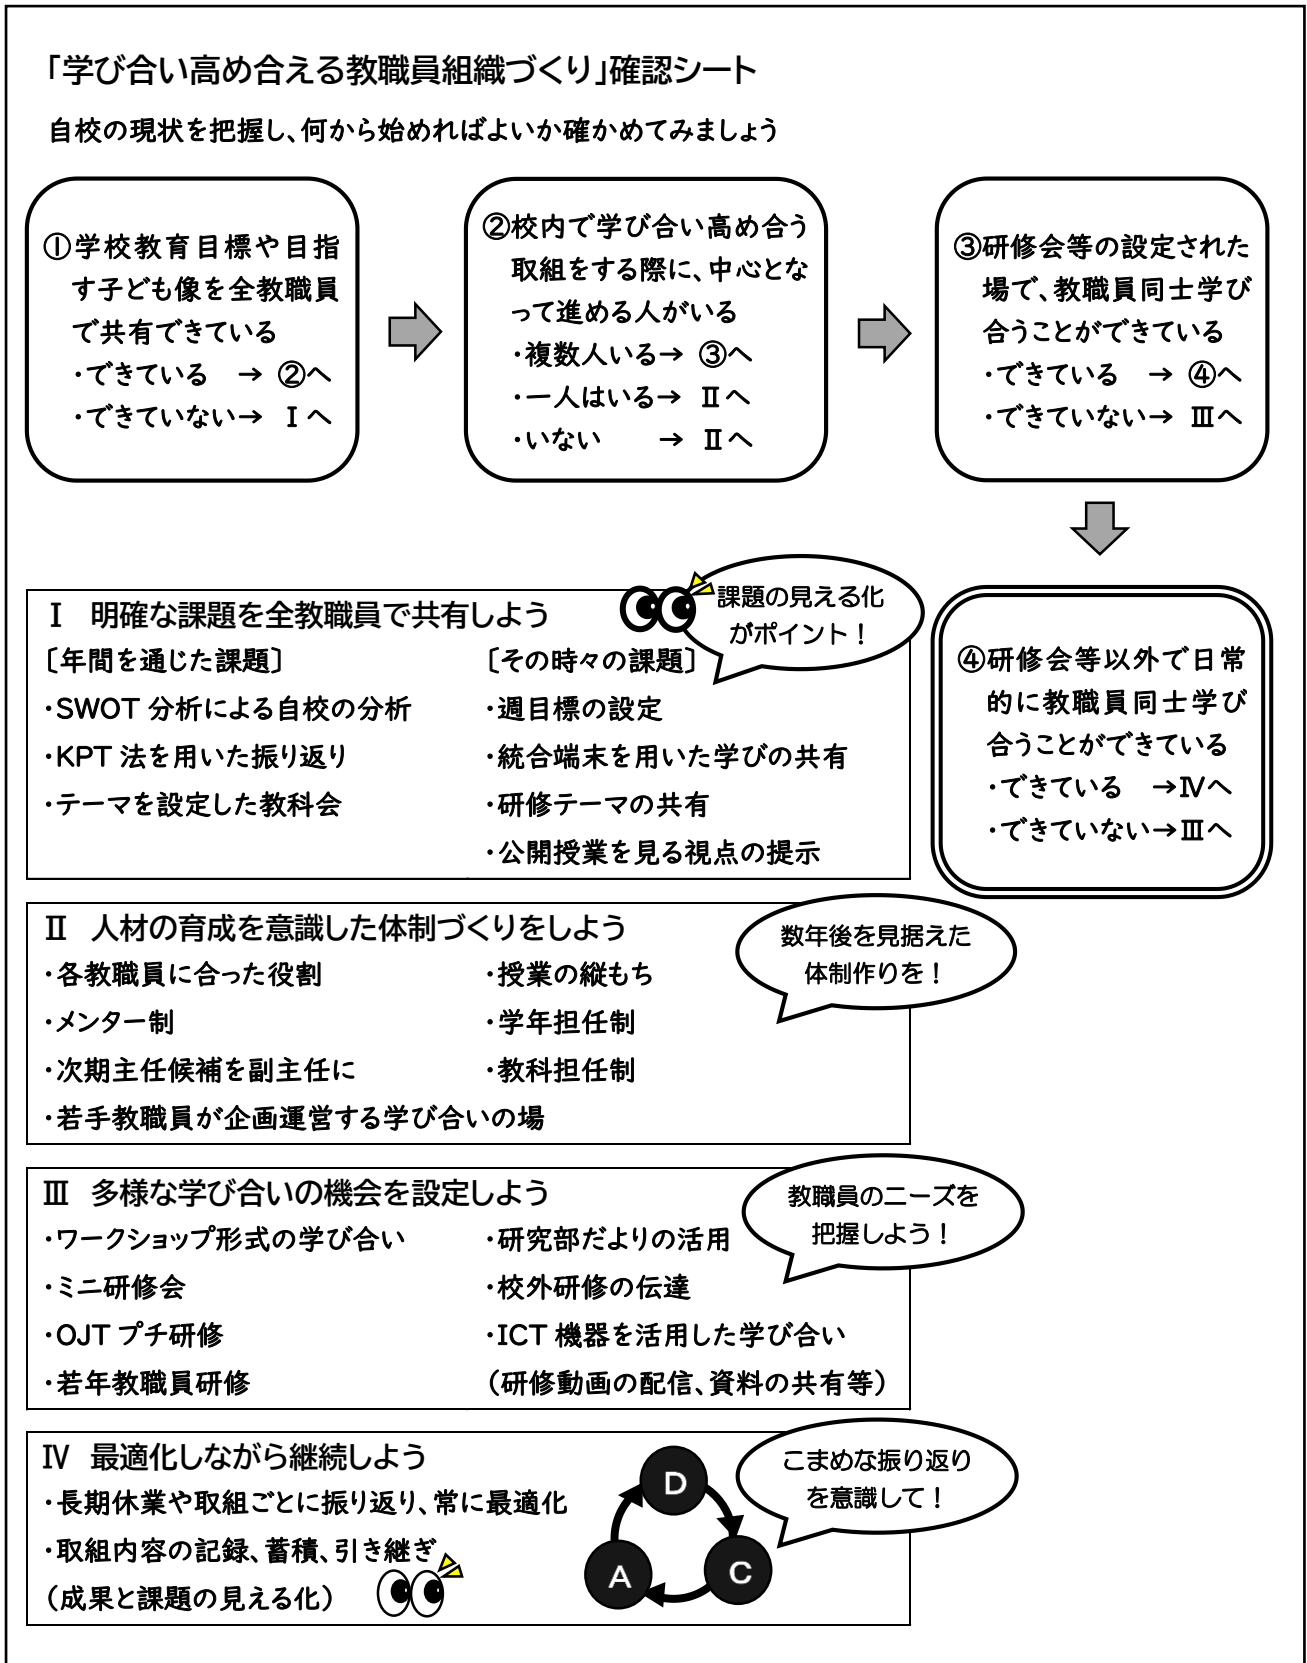 「学び合い高め合える教職員組織づくり」確認シート
自校の現状を把握し、何から始めればよいか確かめてみましょう
①学校教育目標や目指
す子ども像を全教職員
で共有できている
・できている → ②へ
・できていない→ Ⅰへ
②校内で学び合い高め合う
取組をする際に、中心とな
って進める人がいる
・複数人いる→ ③へ
・一人はいる→ Ⅱへ
・いない → Ⅱへ
③研修会等の設定された
場で、教職員同士学び
合うことができている
・できている → ④へ
・できていない→ Ⅲへ
④研修会等以外で日常
的に教職員同士学び
合うことができている
・できている →Ⅳへ
・できていない→Ⅲへ
Ⅰ 明確な課題を全教職員で共有しよう
課題の見える化
がポイント！
〔年間を通じた課題〕
・SWOT 分析による自校の分析
・KPT 法を用いた振り返り
・テーマを設定した教科会
〔その時々の課題〕
・週目標の設定
・統合端末を用いた学びの共有
・研修テーマの共有
・公開授業を見る視点の提示
Ⅱ 人材の育成を意識した体制づくりをしよう
数年後を見据えた
体制作りを！
・各教職員に合った役割
・メンター制
・次期主任候補を副主任に
・若手教職員が企画運営する学び合いの場
・授業の縦もち
・学年担任制
・教科担任制
Ⅲ 多様な学び合いの機会を設定しよう
教職員のニーズを
把握しよう！
・ワークショップ形式の学び合い
・ミニ研修会
・OJT プチ研修
・若年教職員研修
・研究部だよりの活用
・校外研修の伝達
・ICT 機器を活用した学び合い
（研修動画の配信、資料の共有等）
Ⅳ 最適化しながら継続しよう
こまめな振り返り
を意識して！
・長期休業や取組ごとに振り返り、常に最適化
・取組内容の記録、蓄積、引き継ぎ
（成果と課題の見える化）
D
C
A